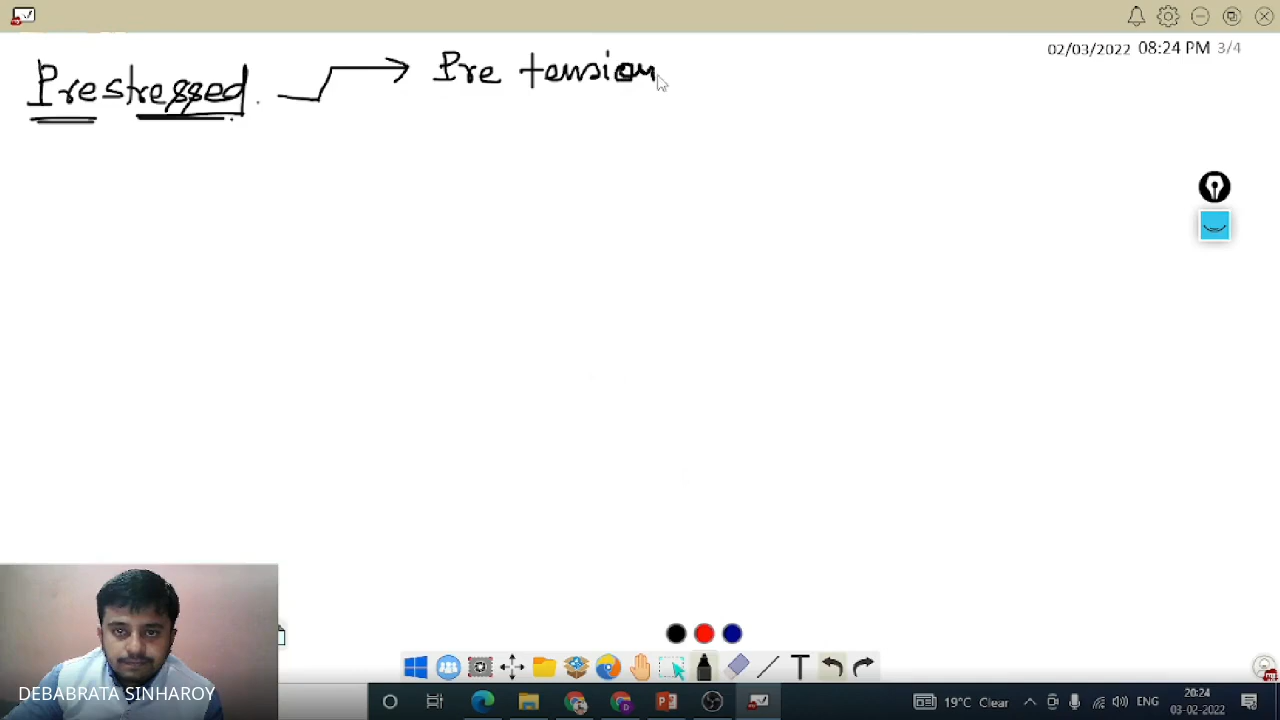 02/03/2022 08:24 PM 3/4
Prestressed. → Pre tension
DEBABRATA SINHAROY
19°C Clear
ENG
20:24
03-02-2022